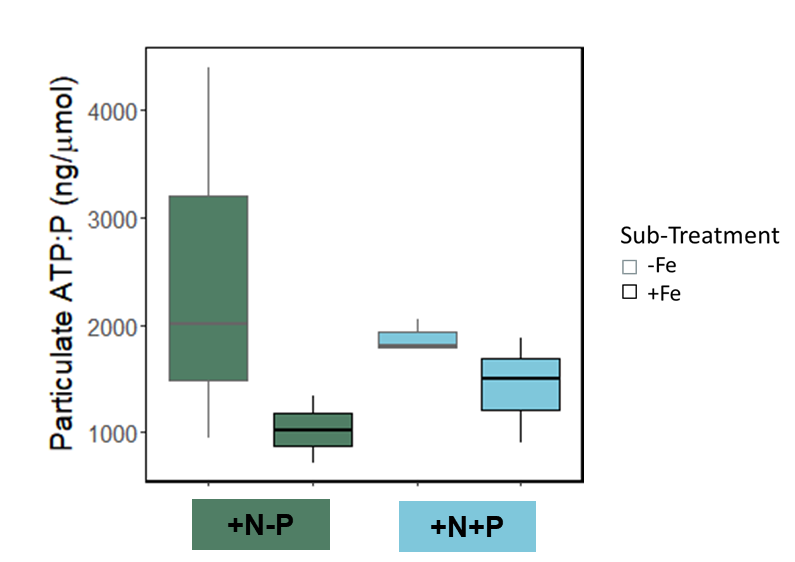 Particulate ATP:P (ng/μmol)
4000
3000
2000
1000
+N-P
+N+P
Sub-Treatment
-Fe
+Fe